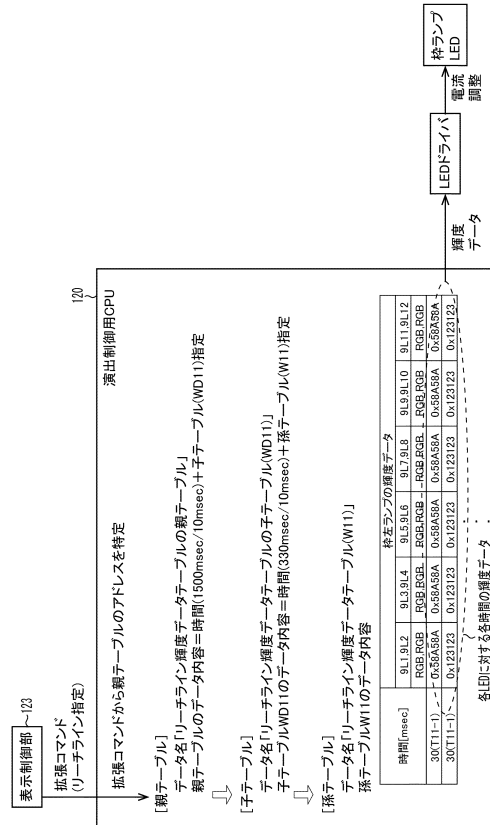 表示制御部
123
拡張コマンド
(リーチライン指定)
120
演出制御用CPU
拡張コマンドから親テーブルのアドレスを特定
[親テーブル]
データ名「リーチライン輝度データテーブルの親テーブル」
親テーブルのデータ内容=時間(1500msec/10msec)+子テーブル(WD11)指定
[子テーブル]
データ名「リーチライン輝度データテーブルの子テーブル(WD11)」
子テーブルWD11のデータ内容=時間(330msec/10msec)+孫テーブル(W11)指定
[孫テーブル]
データ名「リーチライン輝度データテーブル(W11)」
孫テーブルW11のデータ内容
枠左ランプの輝度データ
時間[msec] 9L1,9L2 9L3,9L4 9L5,9L6 9L7,9L8 9L9,9L10 9L11,9L12
RGB,RGB RGB,RGB RGB,RGB RGB,RGB RGB,RGB RGB,RGB
30(T11-1) 0x58A58A 0x58A58A 0x58A58A 0x58A58A 0x58A58A 0x58A58A
30(T11-1) 0x123123 0x123123 0x123123 0x123123 0x123123 0x123123
各LEDに対する各時間の輝度データ
輝度
データ
LEDドライバ
電流
調整
枠ランプ
LED